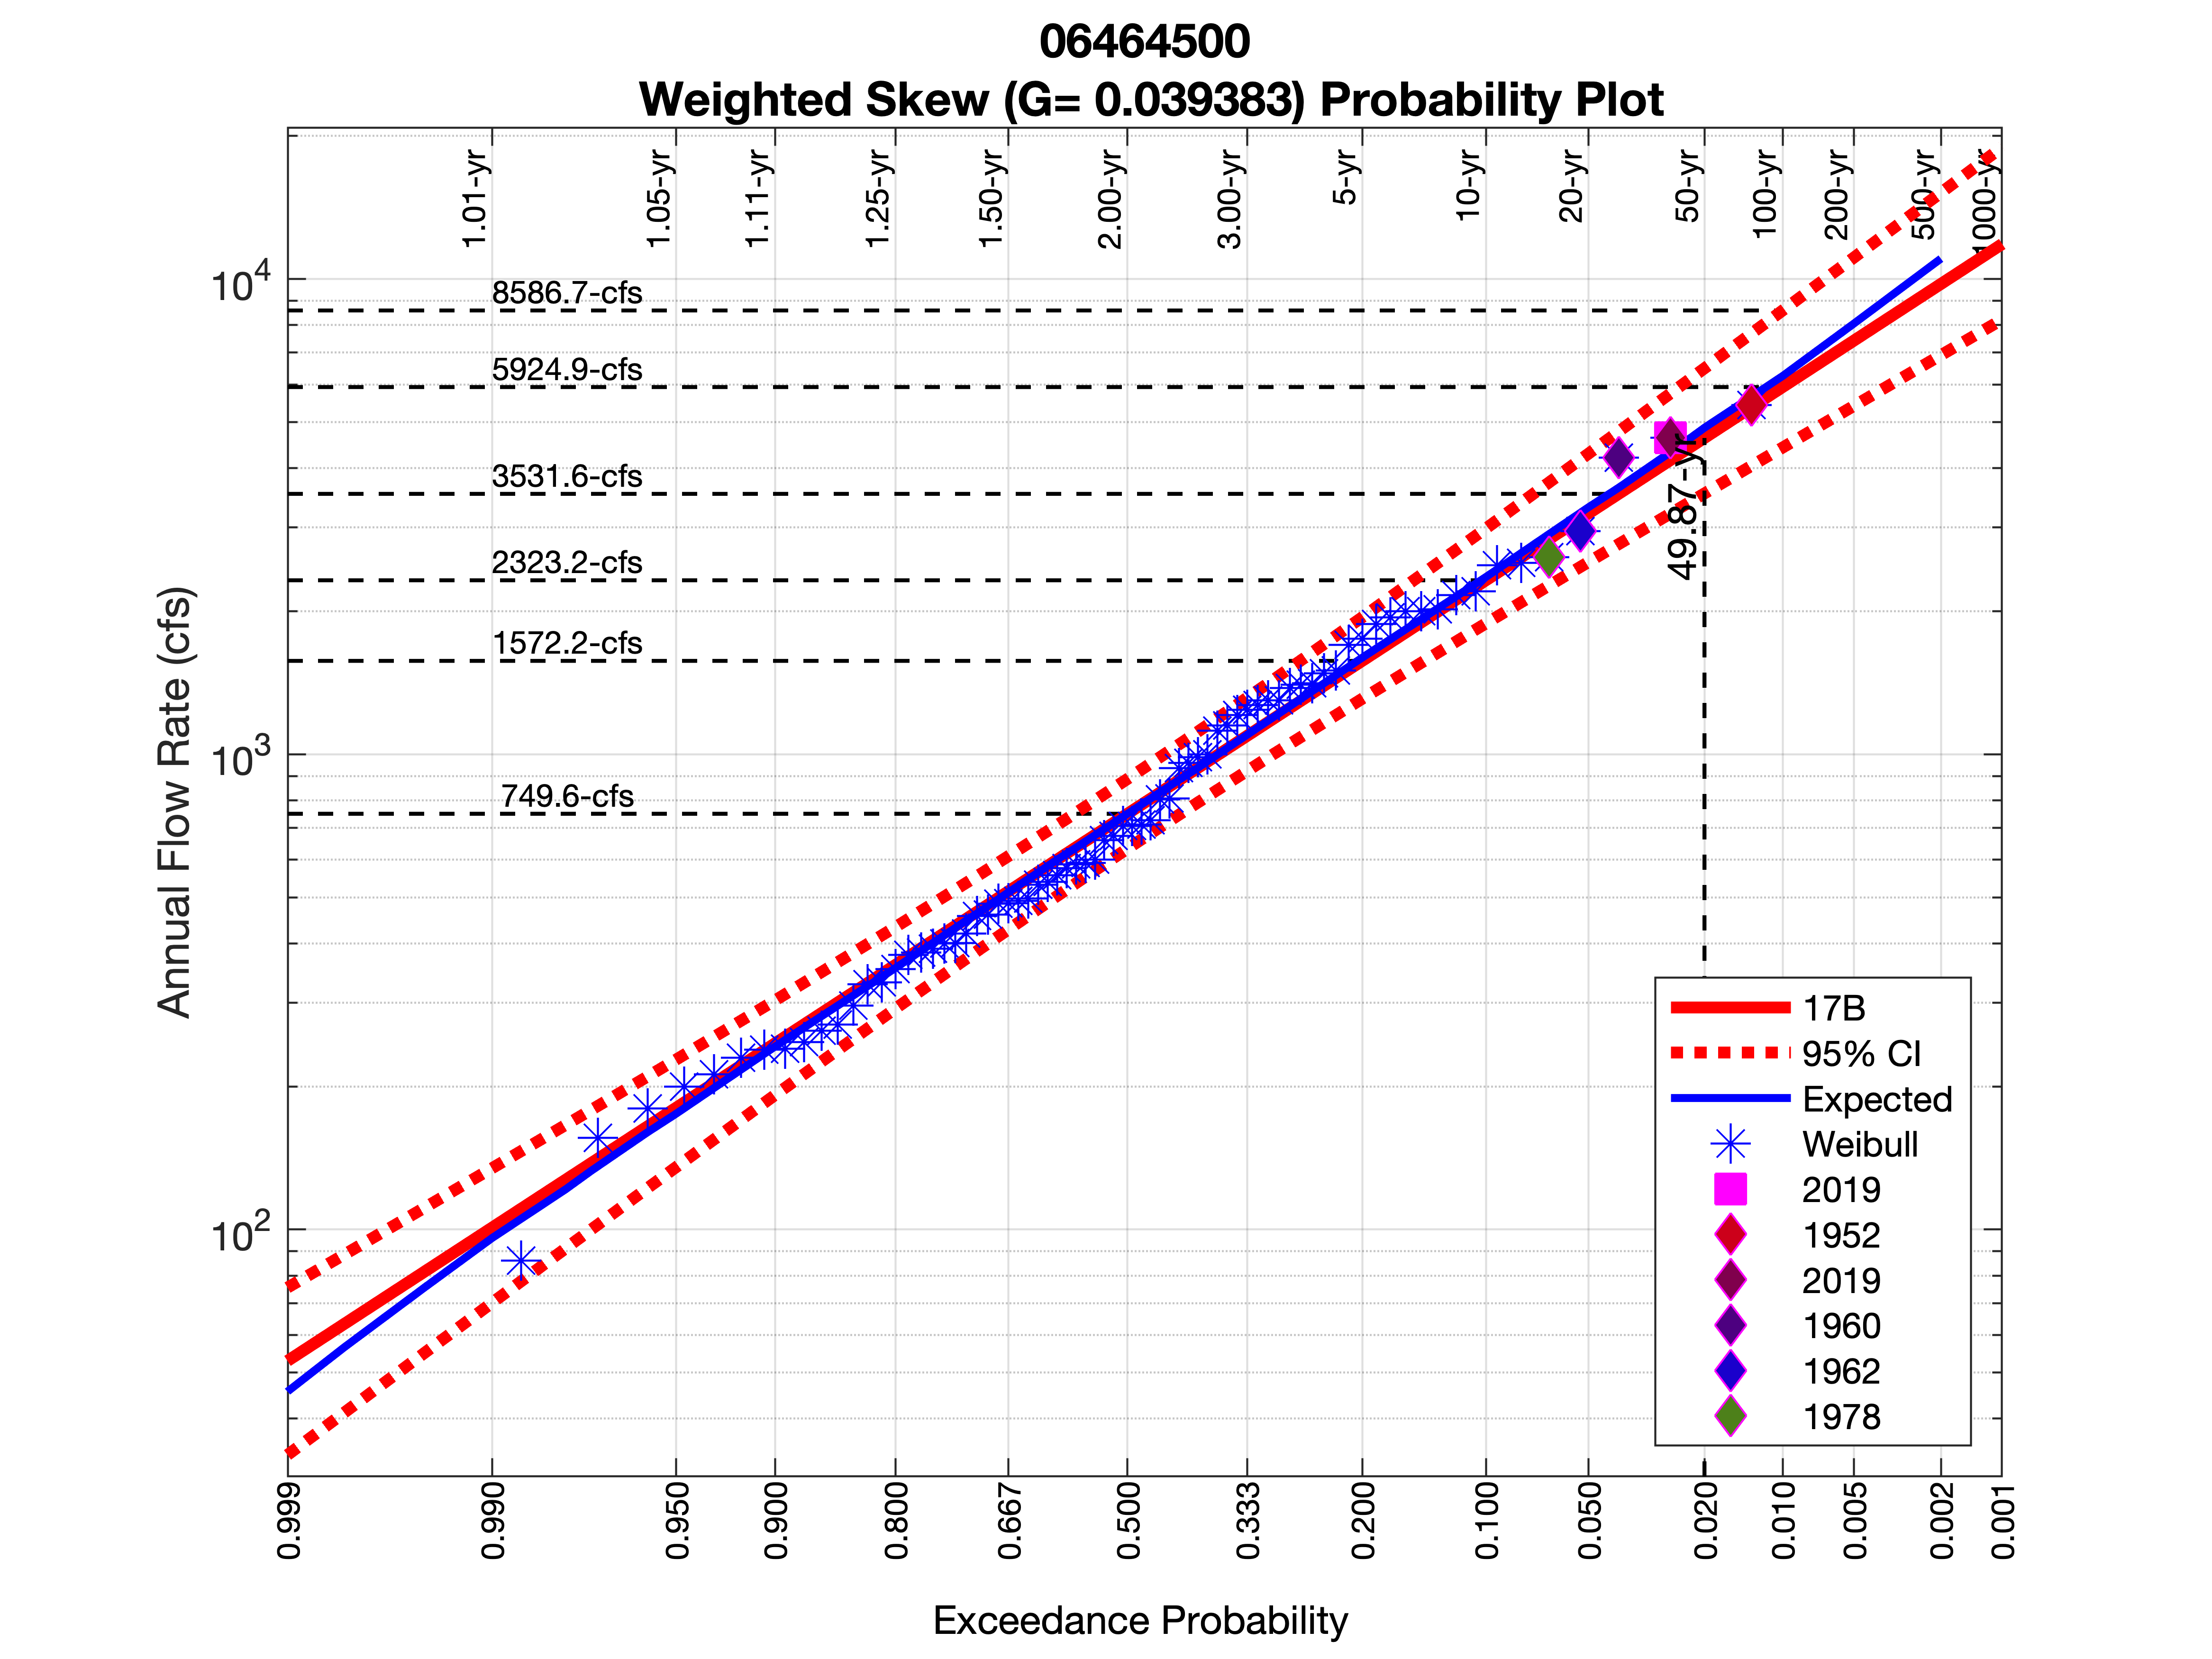 06464500
Weighted Skew (G= 0.039383) Probability Plot
1.01-yr
1.05-yr
1.11-yr
1.25-yr
1.50-yr
2.00-yr
3.00-yr
5-yr
10-yr
20-yr
50-yr
100-yr
200-yr
500-yr
1000-yr
10^4
10^3
10^2
Annual Flow Rate (cfs)
8586.7-cfs
5924.9-cfs
3531.6-cfs
2323.2-cfs
1572.2-cfs
749.6-cfs
49.87-yr
17B
95% CI
Expected
Weibull
2019
1952
2019
1960
1962
1978
0.999
0.990
0.950
0.900
0.800
0.667
0.500
0.333
0.200
0.100
0.050
0.020
0.010
0.005
0.002
0.001
Exceedance Probability